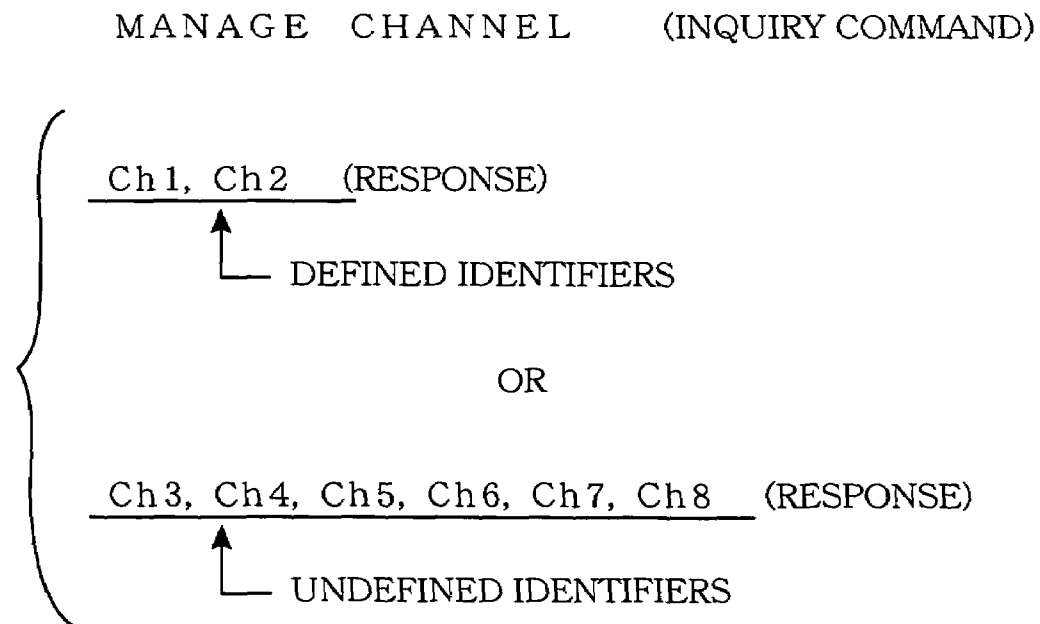 MANAGE CHANNEL (INQUIRY COMMAND)
Ch1, Ch2 (RESPONSE)
DEFINED IDENTIFIERS
OR
Ch3, Ch4, Ch5, Ch6, Ch7, Ch8 (RESPONSE)
UNDEFINED IDENTIFIERS